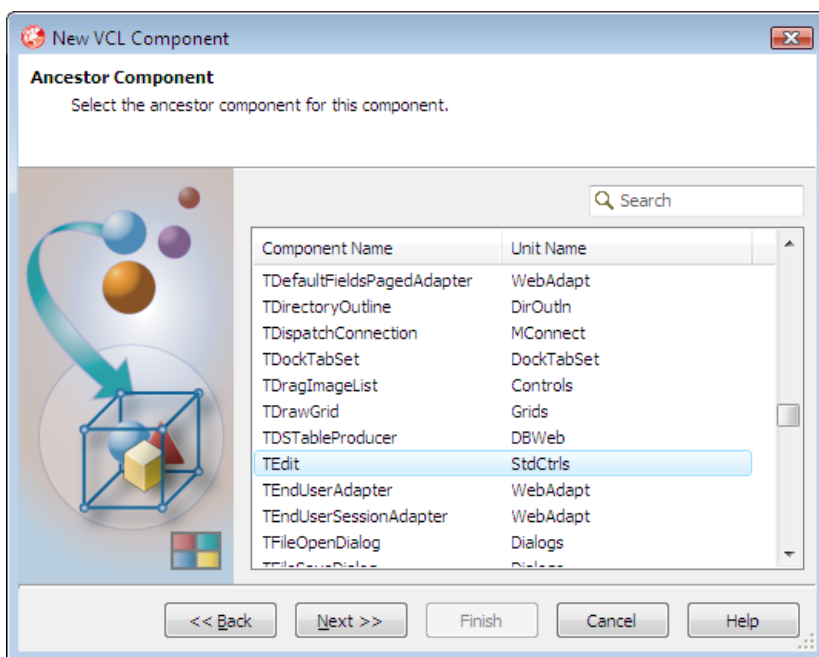 New VCL Component
Ancestor Component
Select the ancestor component for this component.
Search
Component Name Unit Name
TDefaultFieldsPagedAdapter WebAdapt
TDirectoryOutline DirOutln
TDispatchConnection MConnect
TDockTabSet DockTabSet
TDragImageList Controls
TDrawGrid Grids
TDSTableProducer DBWeb
TEdit StdCtrls
TEndUserAdapter WebAdapt
TEndUserSessionAdapter WebAdapt
TFileOpenDialog Dialogs
TFileSaveDialog Dialogs
<< Back Next >> Finish Cancel Help